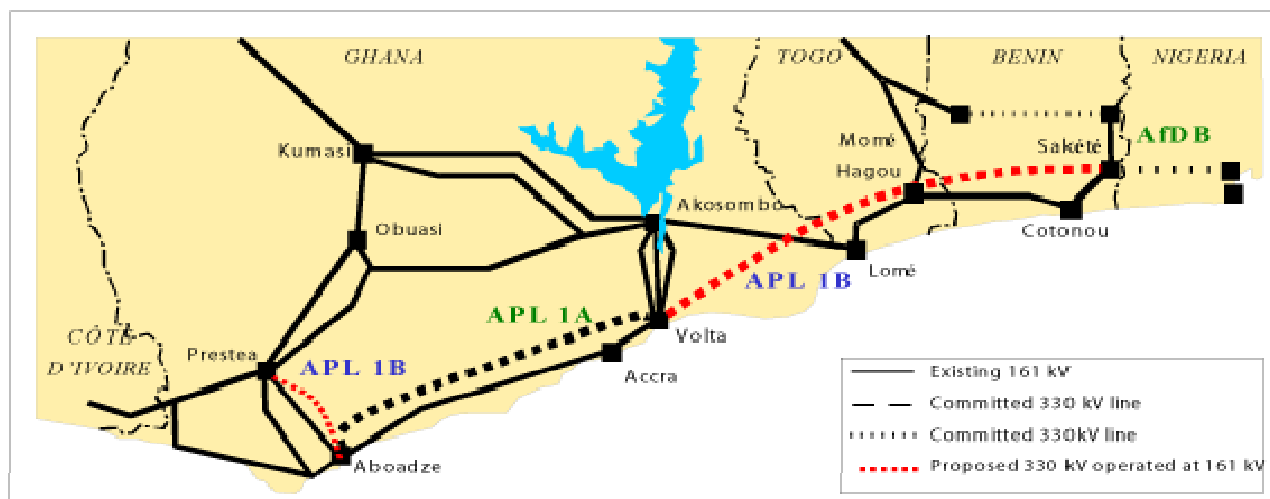 GHANA
TOGO
BENIN
NIGERIA
AfDB
Momé
Hagou
Sakété
Kumasi
Akosombo
Obuasi
Cotonou
Lomé
APL 1B
APL 1A
Volta
CÔTE
D'IVOIRE
Prestea
APL 1B
Accra
Aboadze
Existing 161 kV
Committed 330 kV line
Committed 330kV line
Proposed 330 kV operated at 161 kV